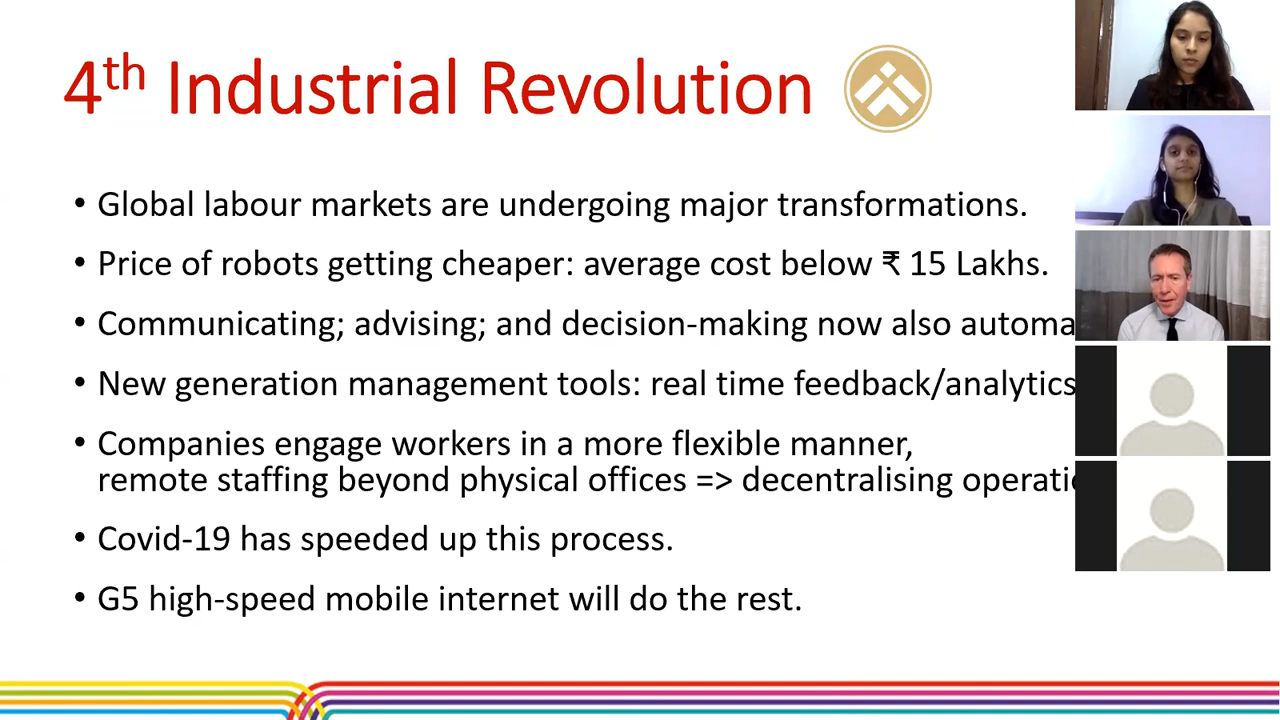 4th Industrial Revolution
• Global labour markets are undergoing major transformations.
• Price of robots getting cheaper: average cost below ₹ 15 Lakhs.
• Communicating; advising; and decision-making now also automa
• New generation management tools: real time feedback/analytics
• Companies engage workers in a more flexible manner,
remote staffing beyond physical offices => decentralising operatio
• Covid-19 has speeded up this process.
• G5 high-speed mobile internet will do the rest.